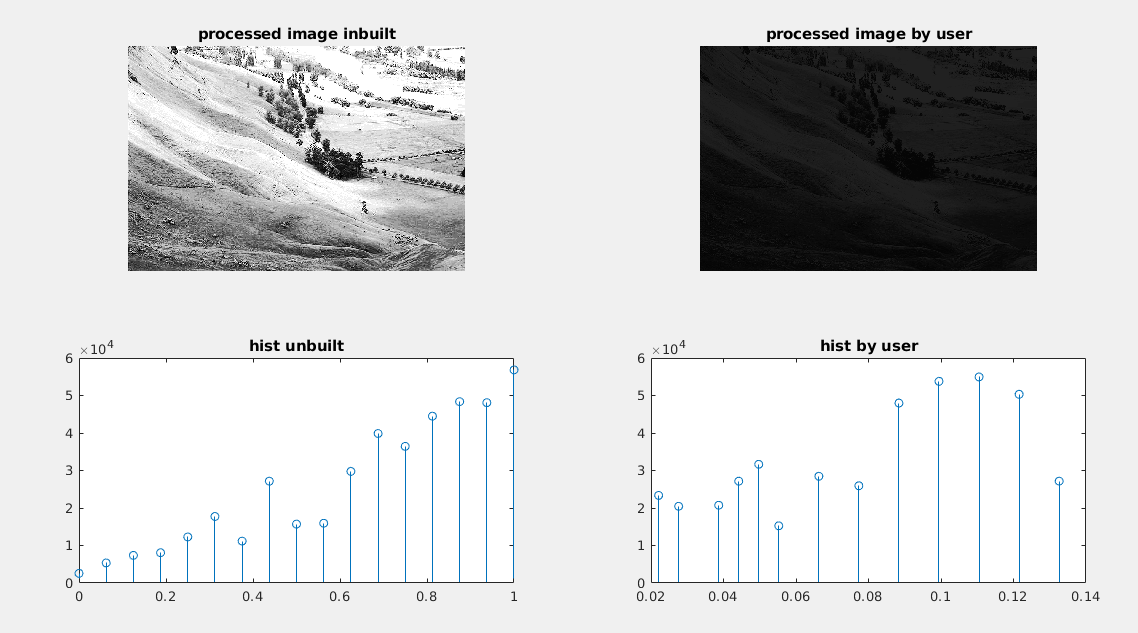 processed image inbuilt
processed image by user
hist unbuilt
×10^4
6
5
4
3
2
1
0
0 0.2 0.4 0.6 0.8 1
hist by user
×10^4
6
5
4
3
2
1
0
0.02 0.04 0.06 0.08 0.1 0.12 0.14